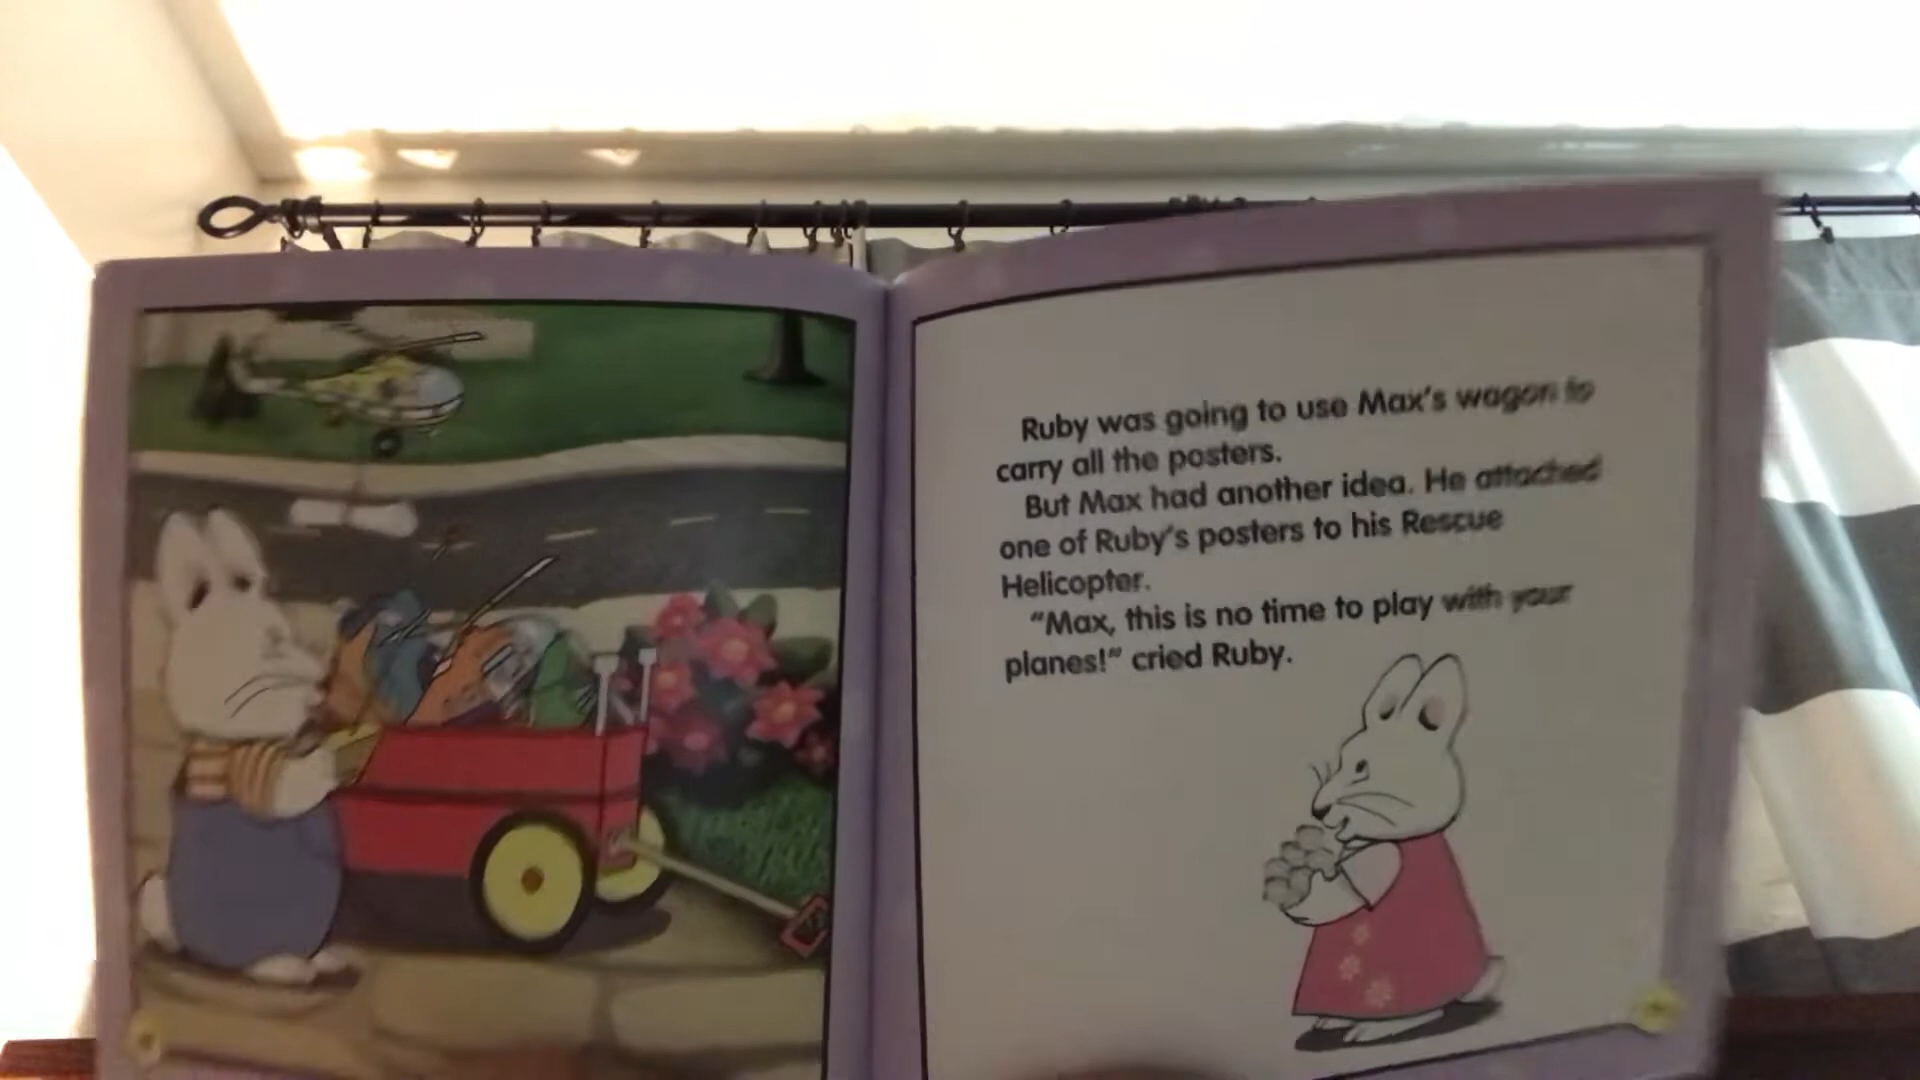 Ruby was going to use Max's wagon to
carry all the posters.
But Max had another idea. He attached
one of Ruby's posters to his Rescue
Helicopter.
"Max, this is no time to play with your
planes!" cried Ruby.